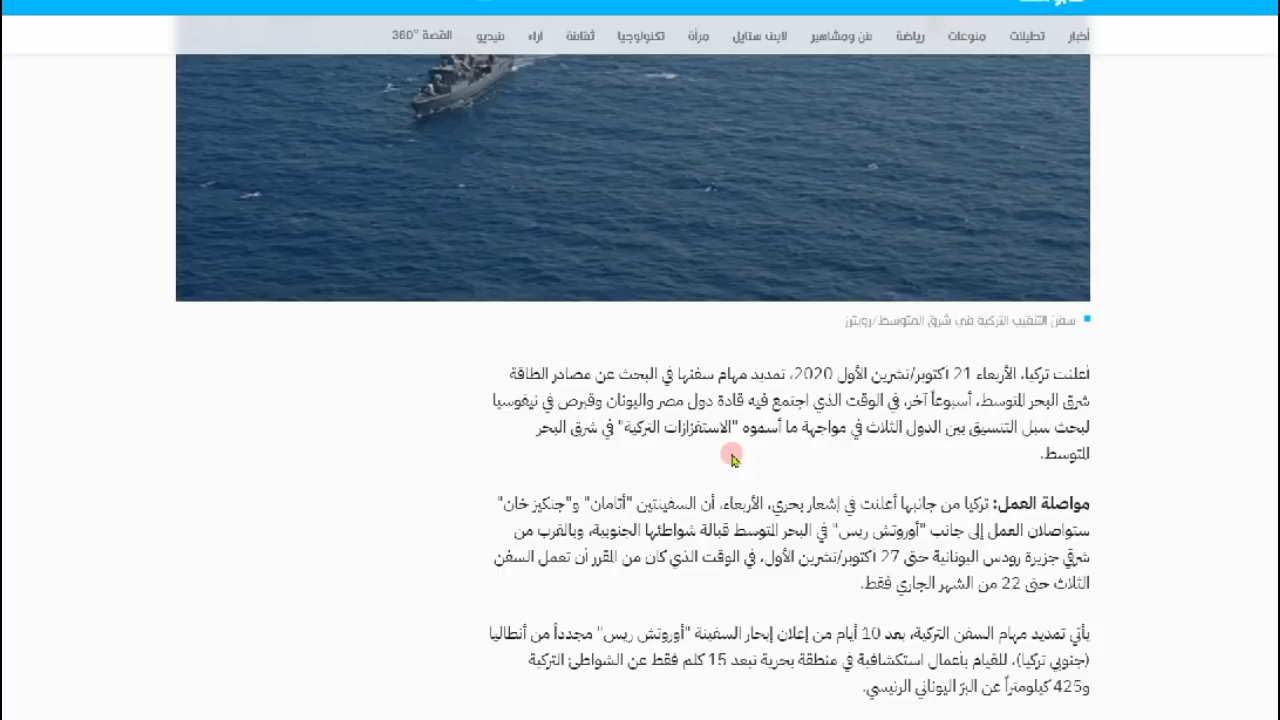 أخبار تحليلات منوعات رياضة فن ومشاهير لايف ستايل مرأة تكنولوجيا ثقافة آراء فيديو القصة °360
سفن التنقيب التركية في شرق المتوسط/رويترز
أعلنت تركيا، الأربعاء 21 أكتوبر/تشرين الأول 2020، تمديد مهام سفنها في البحث عن مصادر الطاقة
شرق البحر المتوسط، أسبوعاً آخر، في الوقت الذي اجتمع فيه قادة دول مصر واليونان وقبرص في نيقوسيا
لبحث سبل التنسيق بين الدول الثلاث في مواجهة ما أسموه "الاستفزازات التركية" في شرق البحر
المتوسط.
مواصلة العمل: تركيا من جانبها أعلنت في إشعار بحري، الأربعاء، أن السفينتين "أتامان" و"جنكيز خان"
ستواصلان العمل إلى جانب "أوروتش ريس" في البحر المتوسط قبالة شواطئها الجنوبية، وبالقرب من
شرقي جزيرة رودس اليونانية حتى 27 أكتوبر/تشرين الأول، في الوقت الذي كان من المقرر أن تعمل السفن
الثلاث حتى 22 من الشهر الجاري فقط.
يأتي تمديد مهام السفن التركية، بعد 10 أيام من إعلان إبحار السفينة "أوروتش ريس" مجدداً من أنطاليا
(جنوبي تركيا)، للقيام بأعمال استكشافية في منطقة بحرية تبعد 15 كلم فقط عن الشواطئ التركية
و425 كيلومتراً عن البرّ اليوناني الرئيسي.